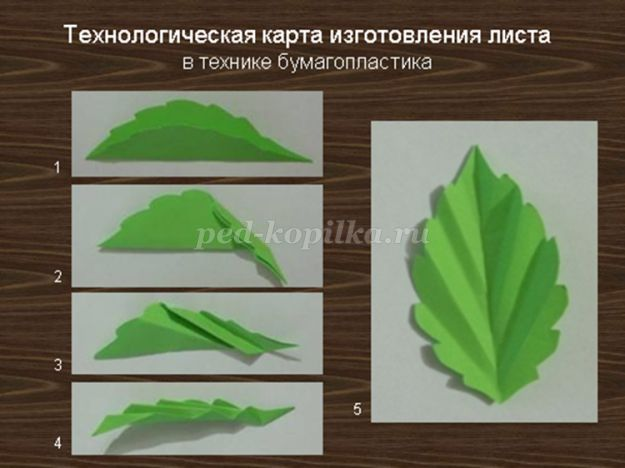 Технологическая карта изготовления листа
в технике бумагопластика
1
ped-kopilka.ru
2
3
5
4